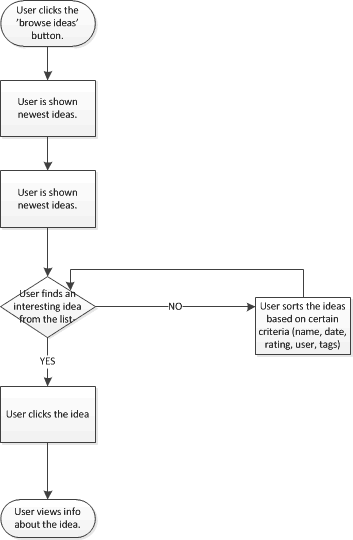 User clicks the
'browse ideas'
button.
User is shown
newest ideas.
User is shown
newest ideas.
User finds an
interesting idea
from the list-
NO
User sorts the ideas
based on certain
criteria (name, date,
rating, user, tags)
YES
User clicks the idea
User views info
about the idea.